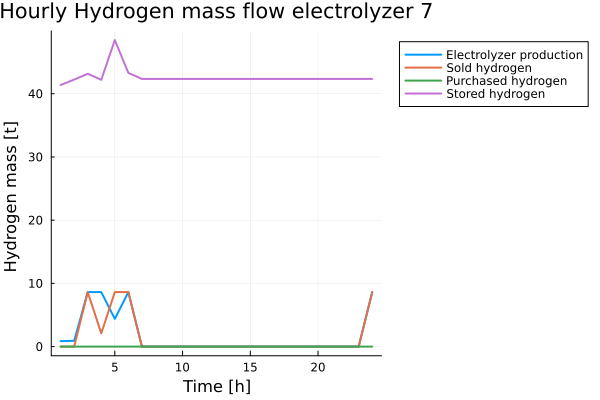 Hourly Hydrogen mass flow electrolyzer 7
Electrolyzer production
Sold hydrogen
Purchased hydrogen
Stored hydrogen
Hydrogen mass [t]
40
30
20
10
0
5
10
15
20
Time [h]